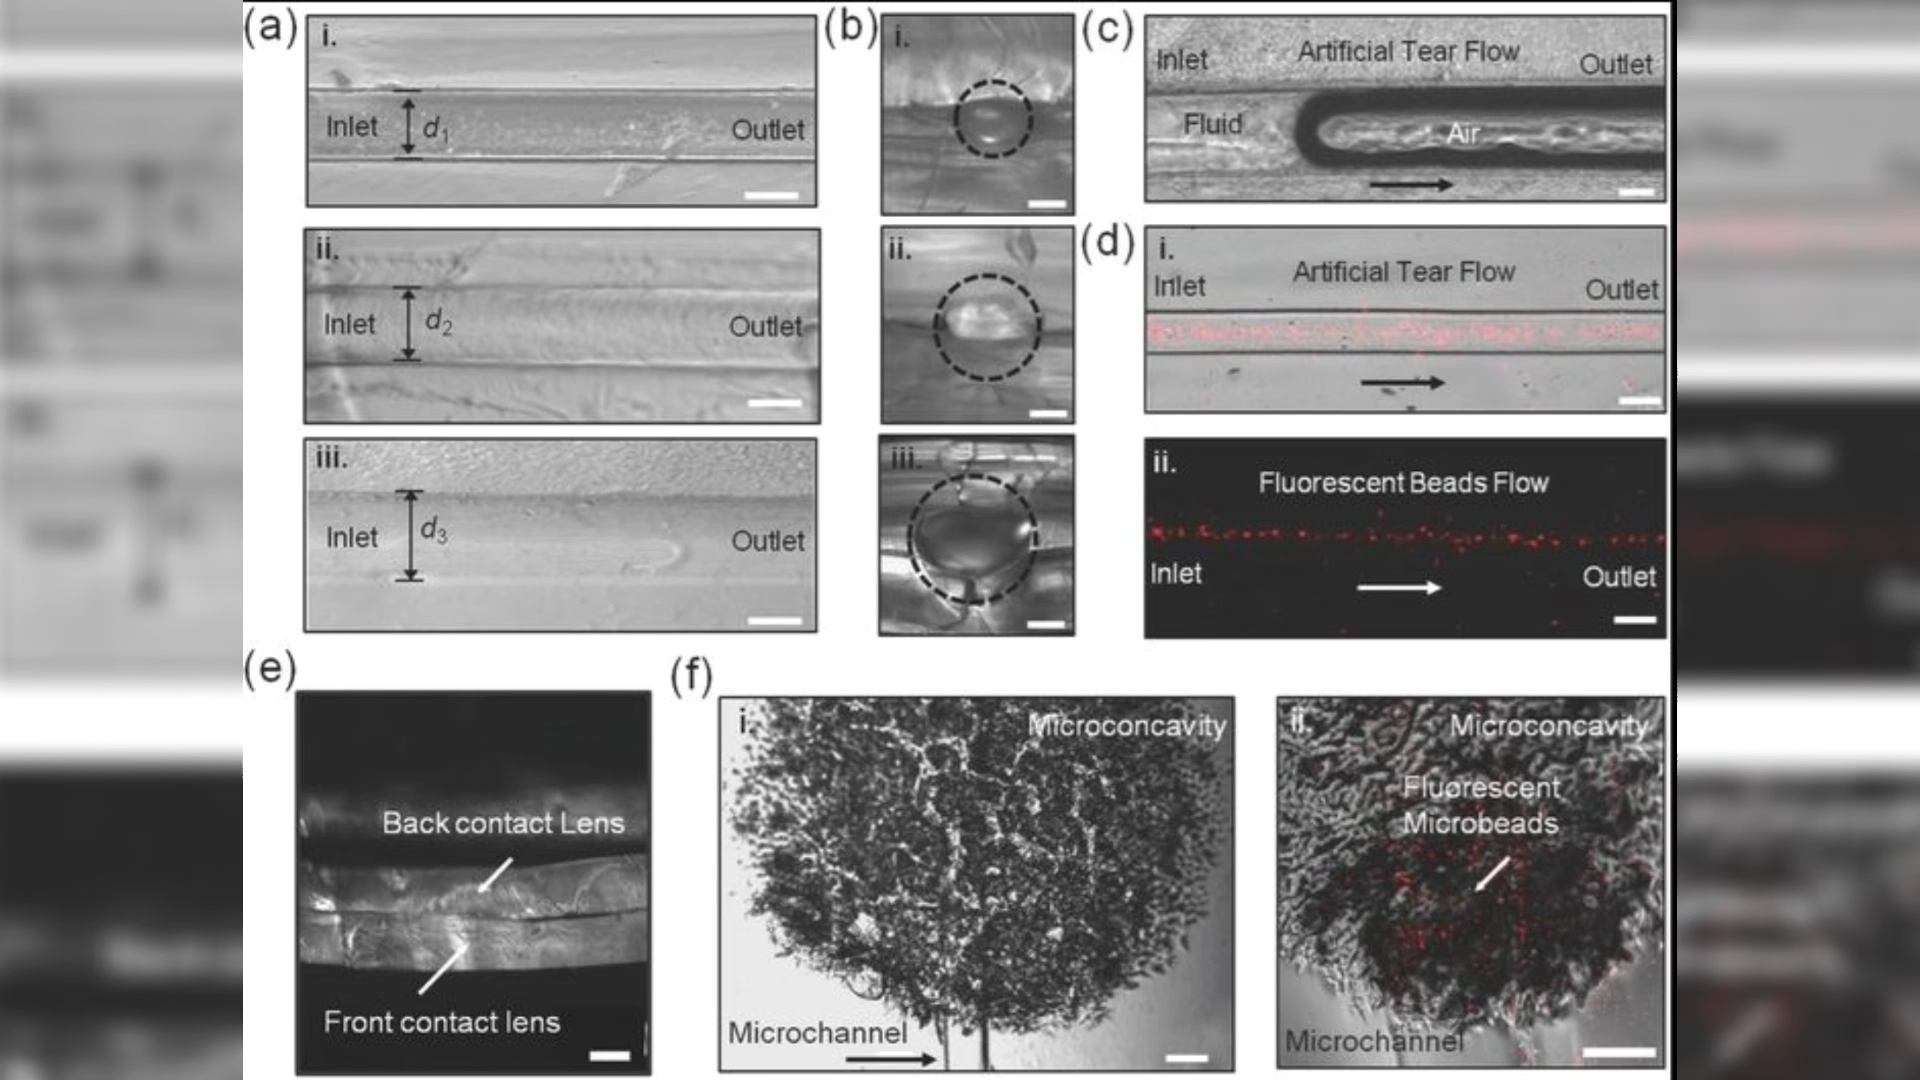 (a)
i.
Inlet
d1
Outlet
ii.
Inlet
d2
Outlet
iii.
Inlet
d3
Outlet
(b)
i.
ii.
iii.
(c)
Inlet
Artificial Tear Flow
Outlet
Fluid
Air
(d)
i.
Inlet
Artificial Tear Flow
Outlet
ii.
Fluorescent Beads Flow
Inlet
Outlet
(e)
Back contact Lens
Front contact lens
(f)
i.
Microconcavity
Microchannel
ii.
Microconcavity
Fluorescent
Microbeads
Microchannel